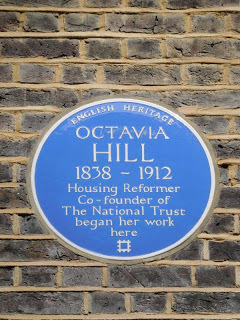 ENGLISH HERITAGE
OCTAVIA
HILL
1838 - 1912
Housing Reformer
Co-founder of
The National Trust
began her work
here